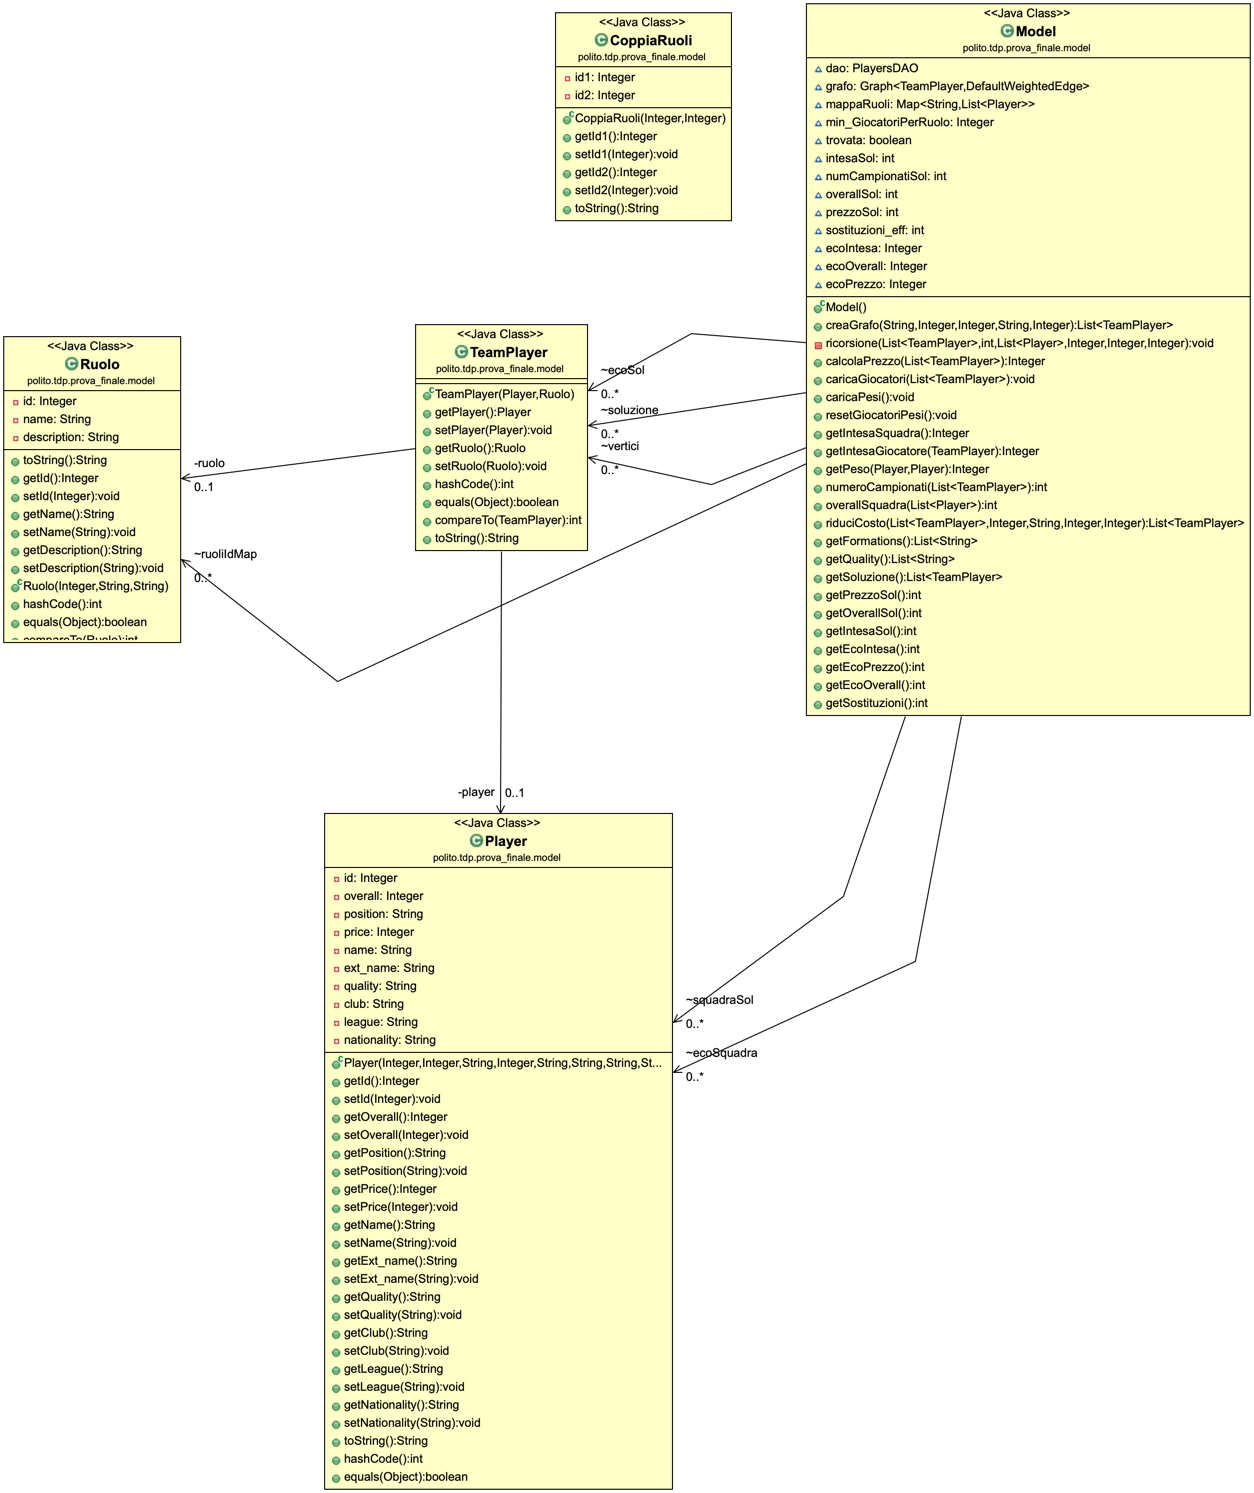 <<Java Class>>
CoppiaRuoli
polito.tdp.prova_finale.model
id1: Integer
id2: Integer
CoppiaRuoli(Integer,Integer)
getId1():Integer
setId1(Integer):void
getId2():Integer
setId2(Integer):void
toString():String
<<Java Class>>
Model
polito.tdp.prova_finale.model
dao: PlayersDAO
grafo: Graph<TeamPlayer,DefaultWeightedEdge>
mappaRuoli: Map<String,List<Player>>
min_GiocatoriPerRuolo: Integer
trovata: boolean
intesaSol: int
numCampionatiSol: int
overallSol: int
prezzoSol: int
sostituzioni_eff: int
ecoIntesa: Integer
ecoOverall: Integer
ecoPrezzo: Integer
Model()
creaGrafo(String,Integer,Integer,String,Integer):List<TeamPlayer>
ricorsione(List<TeamPlayer>,int,List<Player>,Integer,Integer,Integer):void
calcolaPrezzo(List<TeamPlayer>):Integer
caricaGiocatori(List<TeamPlayer>):void
caricaPesi():void
resetGiocatoriPesi():void
getIntesaSquadra():Integer
getIntesaGiocatore(TeamPlayer):Integer
getPeso(Player,Player):Integer
numeroCampionati(List<TeamPlayer>):int
overallSquadra(List<Player>):int
riduciCosto(List<TeamPlayer>,Integer,String,Integer,Integer):List<TeamPlayer>
getFormations():List<String>
getQuality():List<String>
getSoluzione():List<TeamPlayer>
getPrezzoSol():int
getOverallSol():int
getIntesaSol():int
getEcoIntesa():int
getEcoPrezzo():int
getEcoOverall():int
getSostituzioni():int
<<Java Class>>
Ruolo
polito.tdp.prova_finale.model
id: Integer
name: String
description: String
toString():String
getId():Integer
setId(Integer):void
getName():String
setName(String):void
getDescription():String
setDescription(String):void
Ruolo(Integer,String,String)
hashCode():int
equals(Object):boolean
compareTo(Ruolo):int
<<Java Class>>
TeamPlayer
polito.tdp.prova_finale.model
TeamPlayer(Player,Ruolo)
getPlayer():Player
setPlayer(Player):void
getRuolo():Ruolo
setRuolo(Ruolo):void
hashCode():int
equals(Object):boolean
compareTo(TeamPlayer):int
toString():String
~ecoSol
0..*
~soluzione
0..*
~vertici
0..*
-ruolo
0..1
~ruoliIdMap
0..*
-player
0..1
<<Java Class>>
Player
polito.tdp.prova_finale.model
id: Integer
overall: Integer
position: String
price: Integer
name: String
ext_name: String
quality: String
club: String
league: String
nationality: String
Player(Integer,Integer,String,Integer,String,String,String,St...
getId():Integer
setId(Integer):void
getOverall():Integer
setOverall(Integer):void
getPosition():String
setPosition(String):void
getPrice():Integer
setPrice(Integer):void
getName():String
setName(String):void
getExt_name():String
setExt_name(String):void
getQuality():String
setQuality(String):void
getClub():String
setClub(String):void
getLeague():String
setLeague(String):void
getNationality():String
setNationality(String):void
toString():String
hashCode():int
equals(Object):boolean
~squadraSol
0..*
~ecoSquadra
0..*